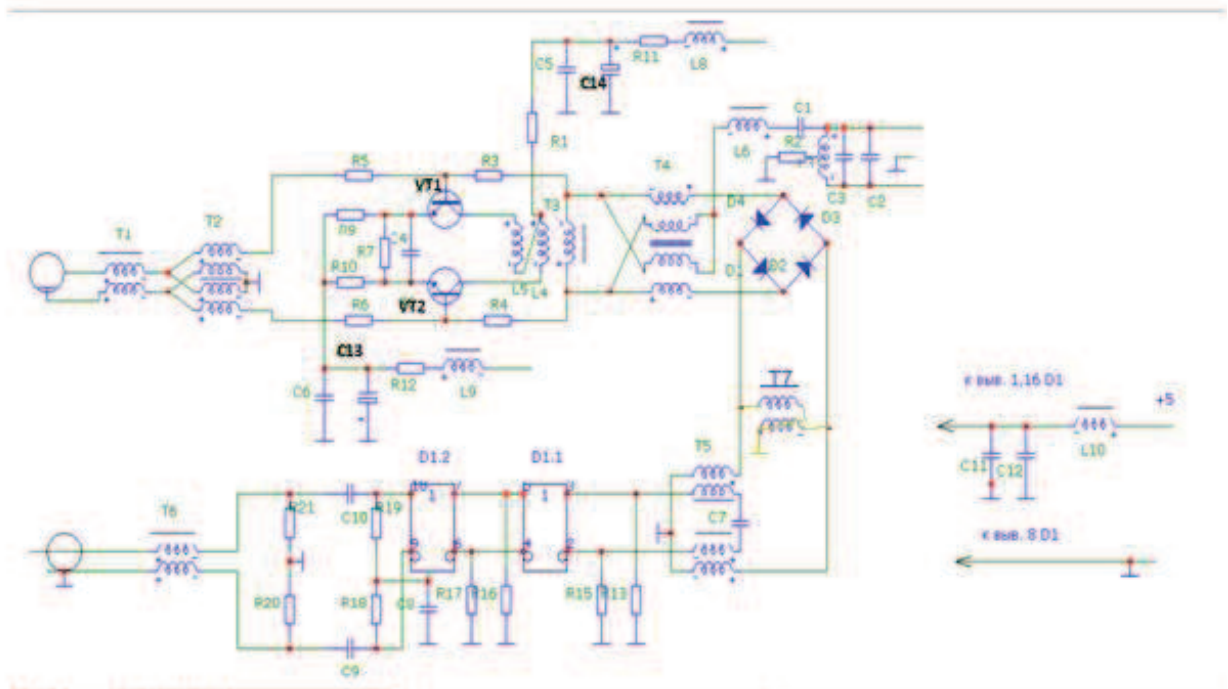 C5
C14
R11
L8
R1
C1
L6
R2
C3
C2
R5
VT1
R3
T3
T4
D4
D3
D1
D2
T1
T2
R9
R7
C4
R10
L5
L4
VT2
R6
R4
C13
C6
R12
L9
T7
к выв. 1,16 D1
+5
L10
C11
C12
к выв. 8 D1
T5
C7
D1.2
D1.1
1
1
T6
R21
C10
R19
R20
R18
C8
R17
R16
R15
R13
C9